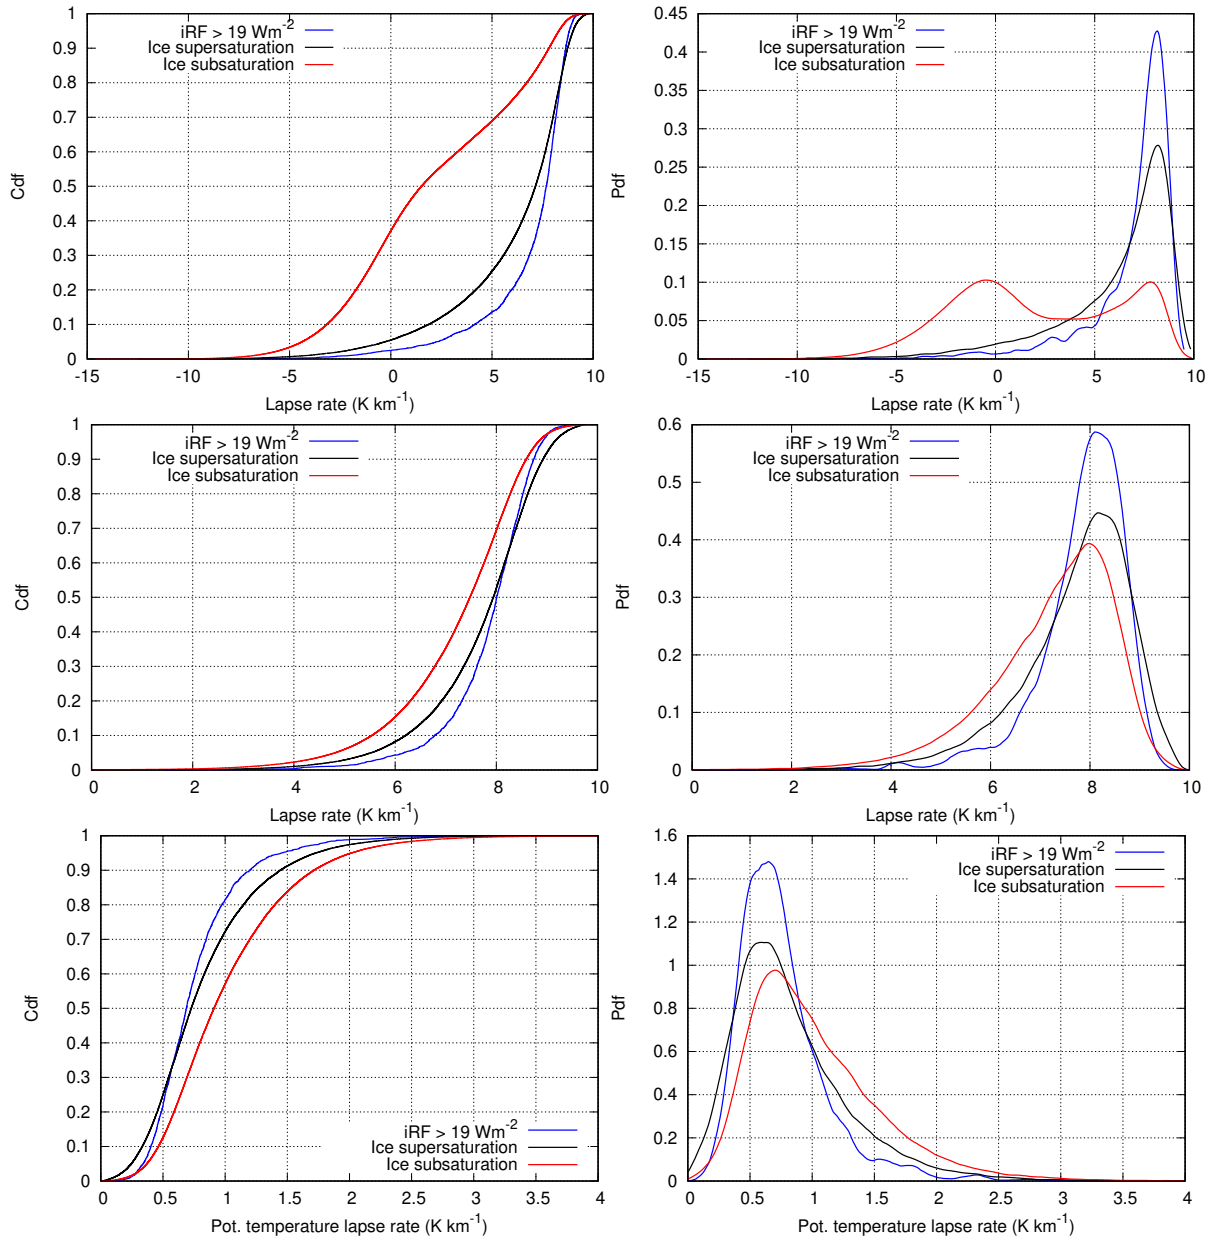 1
0.9
0.8
0.7
0.6
0.5
0.4
0.3
0.2
0.1
0
-15 -10 -5 0 5 10
Cdf
Lapse rate (K km-1)
iRF > 19 Wm-2
Ice supersaturation
Ice subsaturation
0.45
0.4
0.35
0.3
0.25
0.2
0.15
0.1
0.05
0
-15 -10 -5 0 5 10
Pdf
Lapse rate (K km-1)
iRF > 19 Wm-2
Ice supersaturation
Ice subsaturation
1
0.9
0.8
0.7
0.6
0.5
0.4
0.3
0.2
0.1
0
0 2 4 6 8 10
Cdf
Lapse rate (K km-1)
iRF > 19 Wm-2
Ice supersaturation
Ice subsaturation
0.6
0.5
0.4
0.3
0.2
0.1
0
0 2 4 6 8 10
Pdf
Lapse rate (K km-1)
iRF > 19 Wm-2
Ice supersaturation
Ice subsaturation
1
0.9
0.8
0.7
0.6
0.5
0.4
0.3
0.2
0.1
0
0 0.5 1 1.5 2 2.5 3 3.5 4
Cdf
Pot. temperature lapse rate (K km-1)
iRF > 19 Wm-2
Ice supersaturation
Ice subsaturation
1.6
1.4
1.2
1
0.8
0.6
0.4
0.2
0
0 0.5 1 1.5 2 2.5 3 3.5 4
Pdf
Pot. temperature lapse rate (K km-1)
iRF > 19 Wm-2
Ice supersaturation
Ice subsaturation